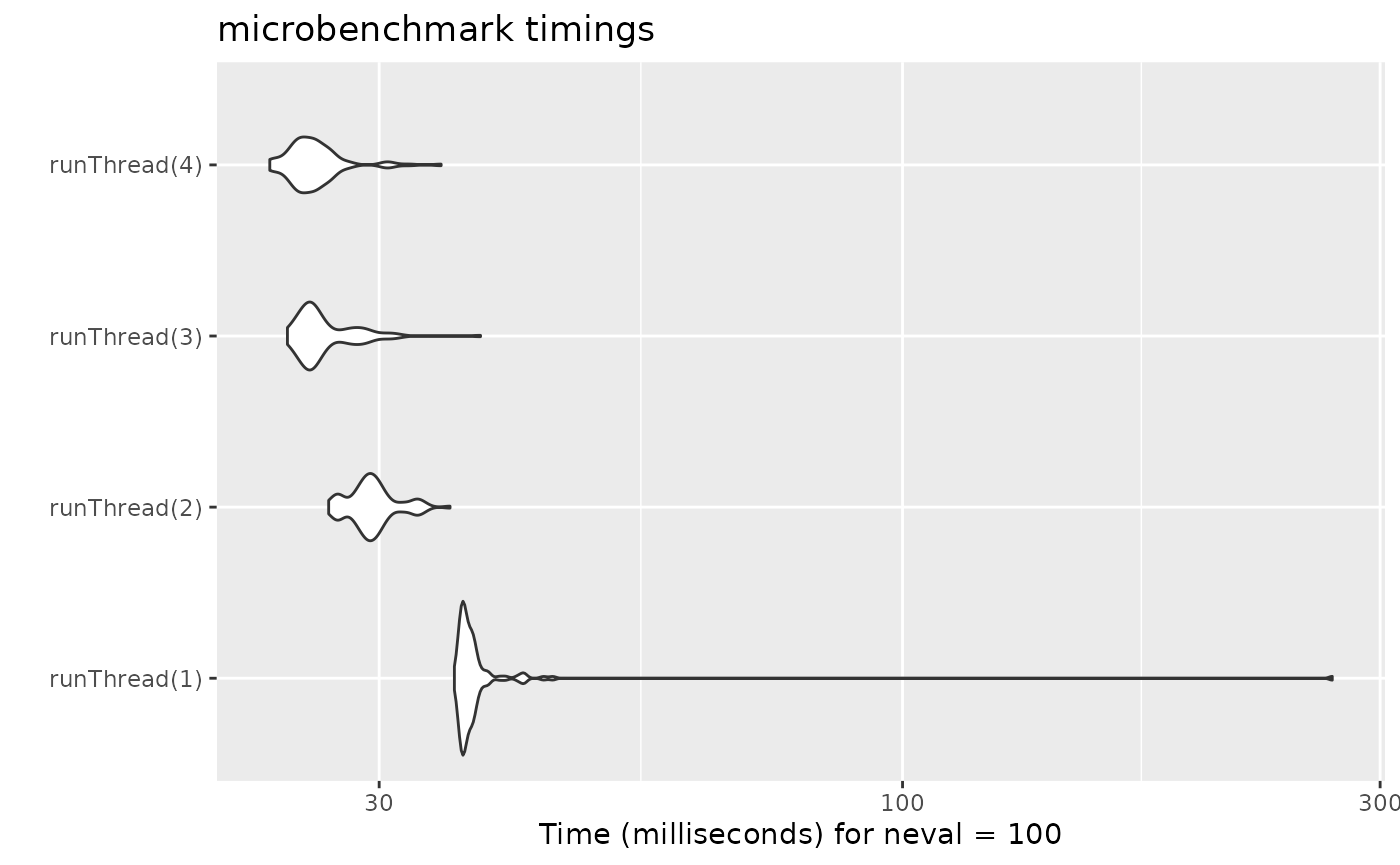 microbenchmark timings
runThread(4)
runThread(3)
runThread(2)
runThread(1)
30
100
300
Time (milliseconds) for neval = 100